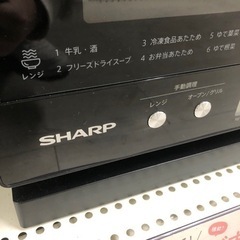 1 牛乳・酒
2 フリーズドライスープ
レンジ
3 冷凍食品あたため
4 お弁当あたため
5 ゆで葉菜
6 ゆで根菜
手動調理
レンジ
オーブン/グリル
SHARP